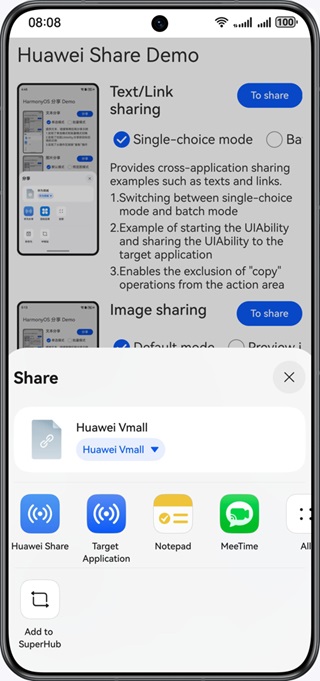 08:08
100
Huawei Share Demo
Text/Link
sharing
To share
Single-choice mode
Ba
Provides cross-application sharing
examples such as texts and links.
1.Switching between single-choice
mode and batch mode
2.Example of starting the UIAbility
and sharing the UIAbility to the
target application
3.Enables the exclusion of "copy"
operations from the action area
Image sharing
To share
Default mode
Preview i
Share
Huawei Vmall
Huawei Vmall
Huawei Share
Target
Application
Notepad
MeeTime
All
Add to
SuperHub